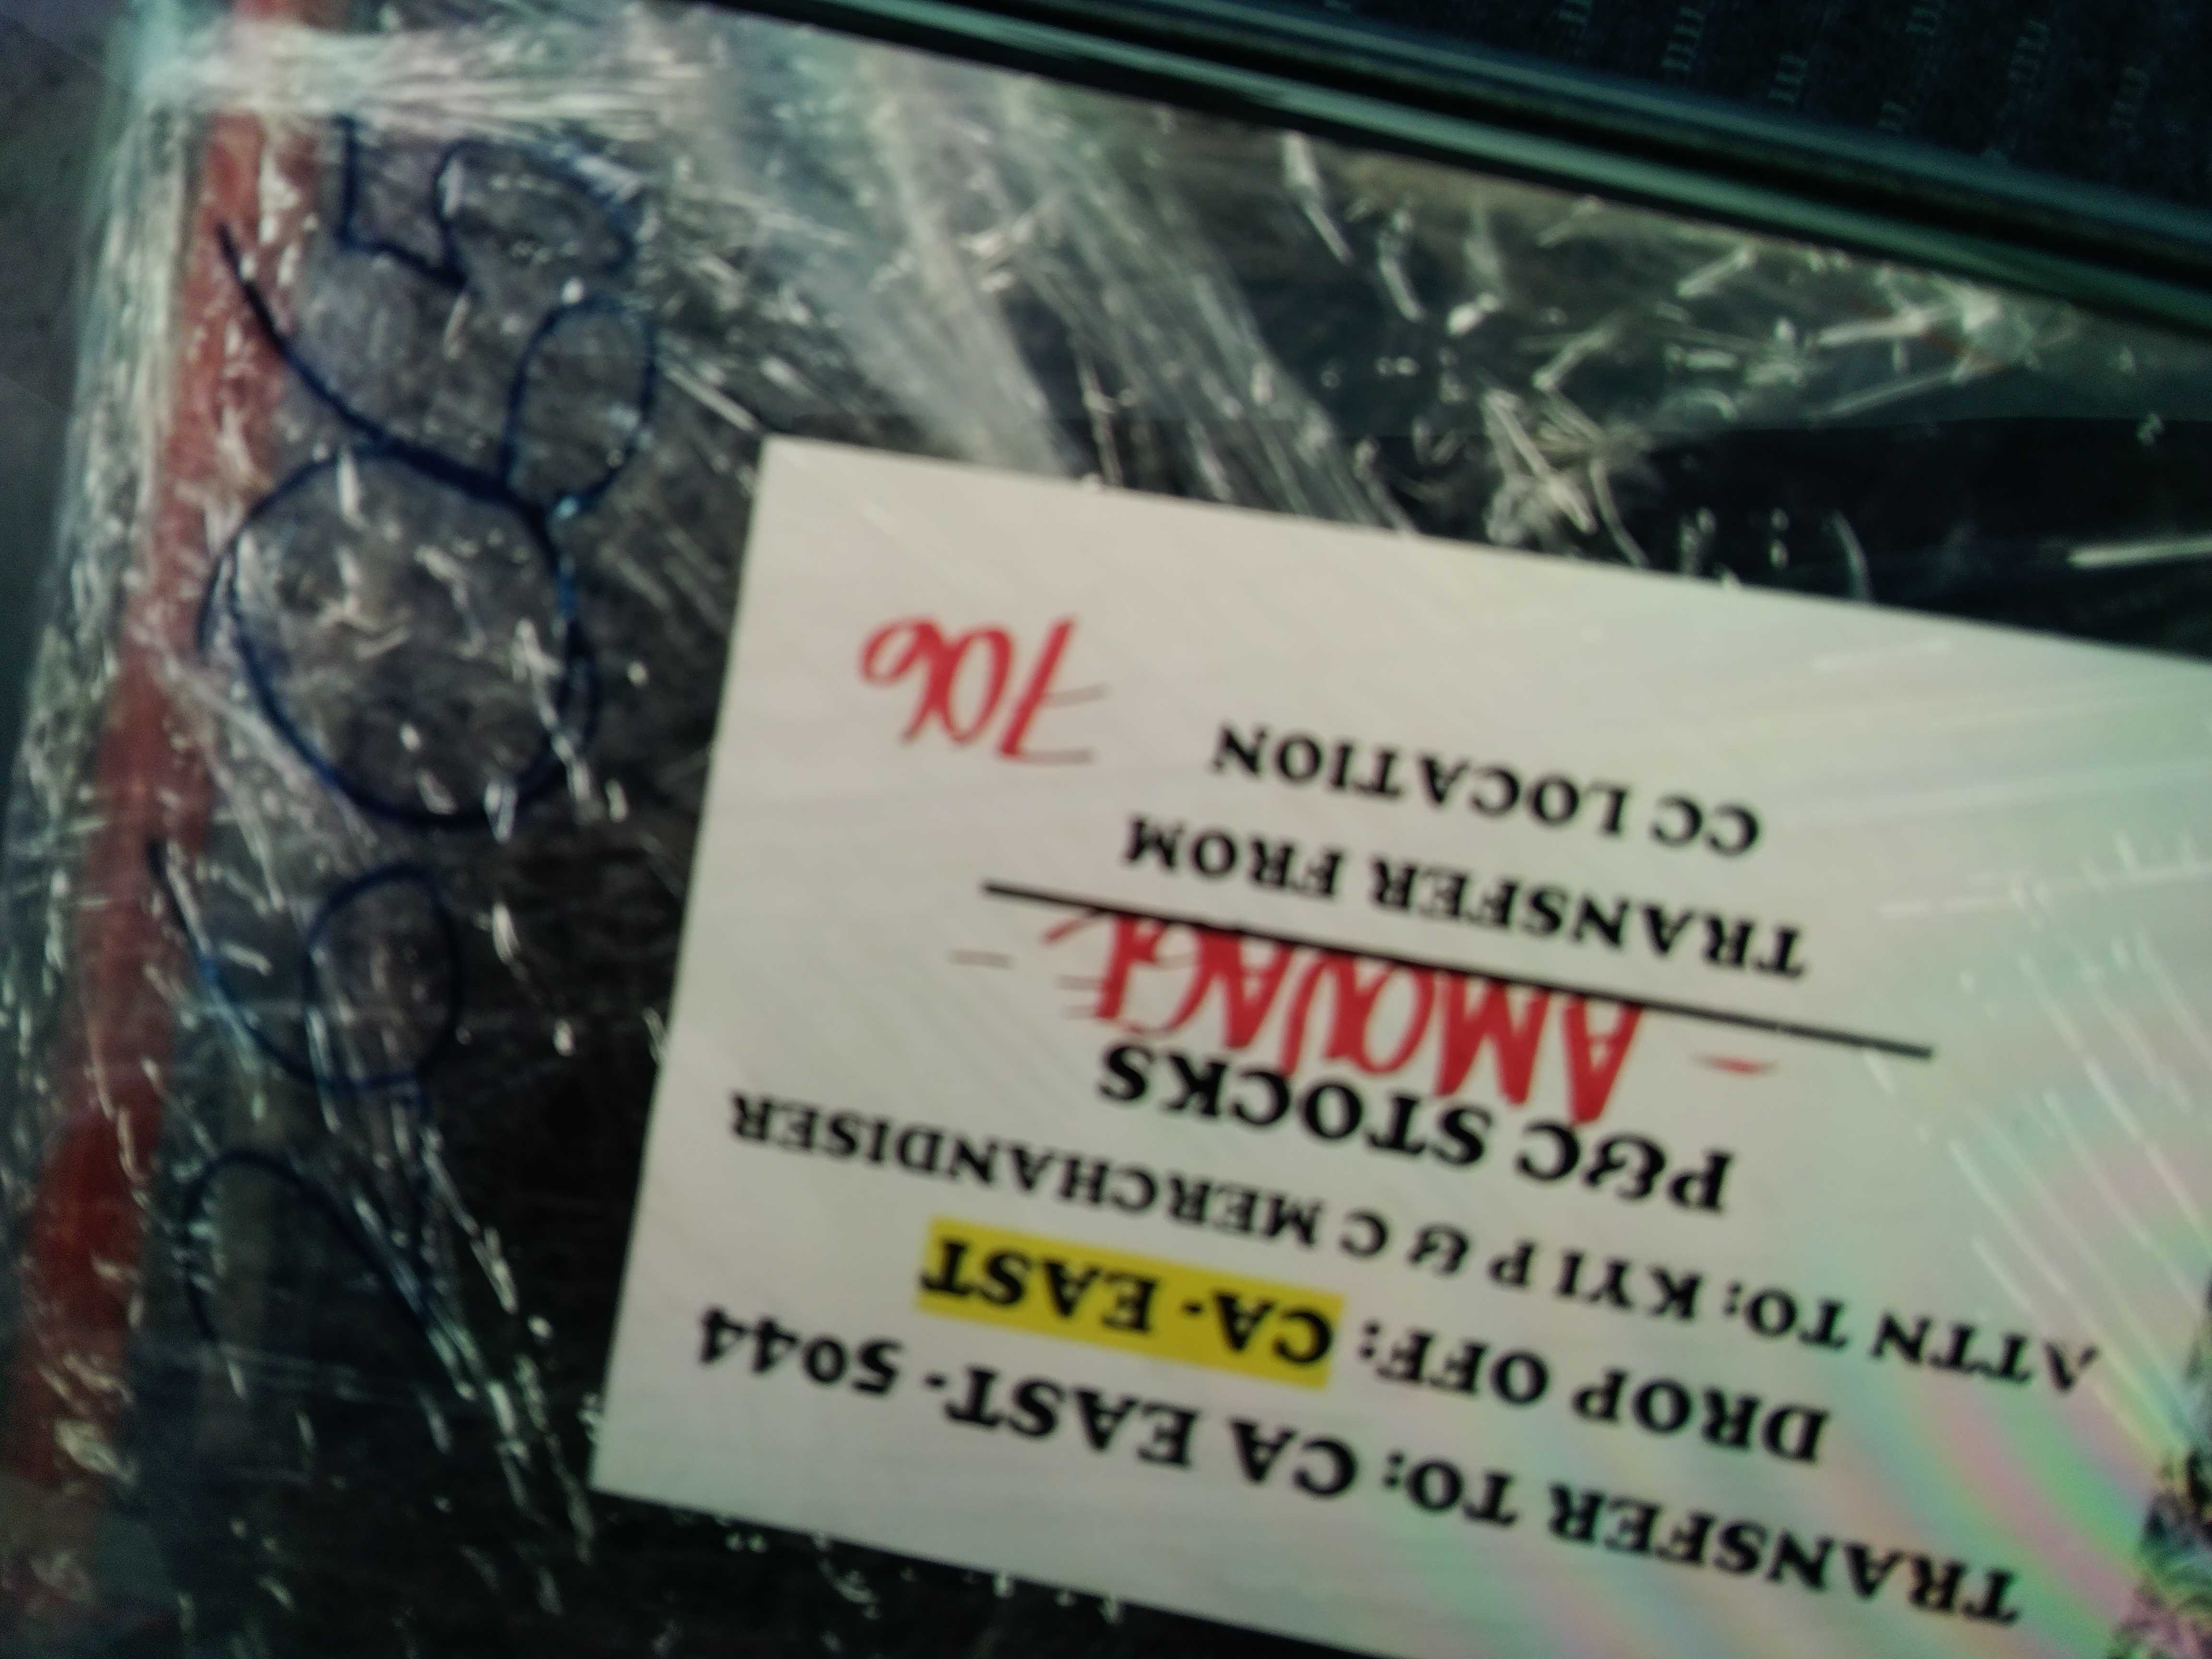 TRANSFER TO: CA EAST- 5044
DROP OFF: CA- EAST
ATTN TO: KYI P & C MERCHANDISER
P&C STOCKS
- AMOUAGE -
TRANSFER FROM
CC LOCATION 706